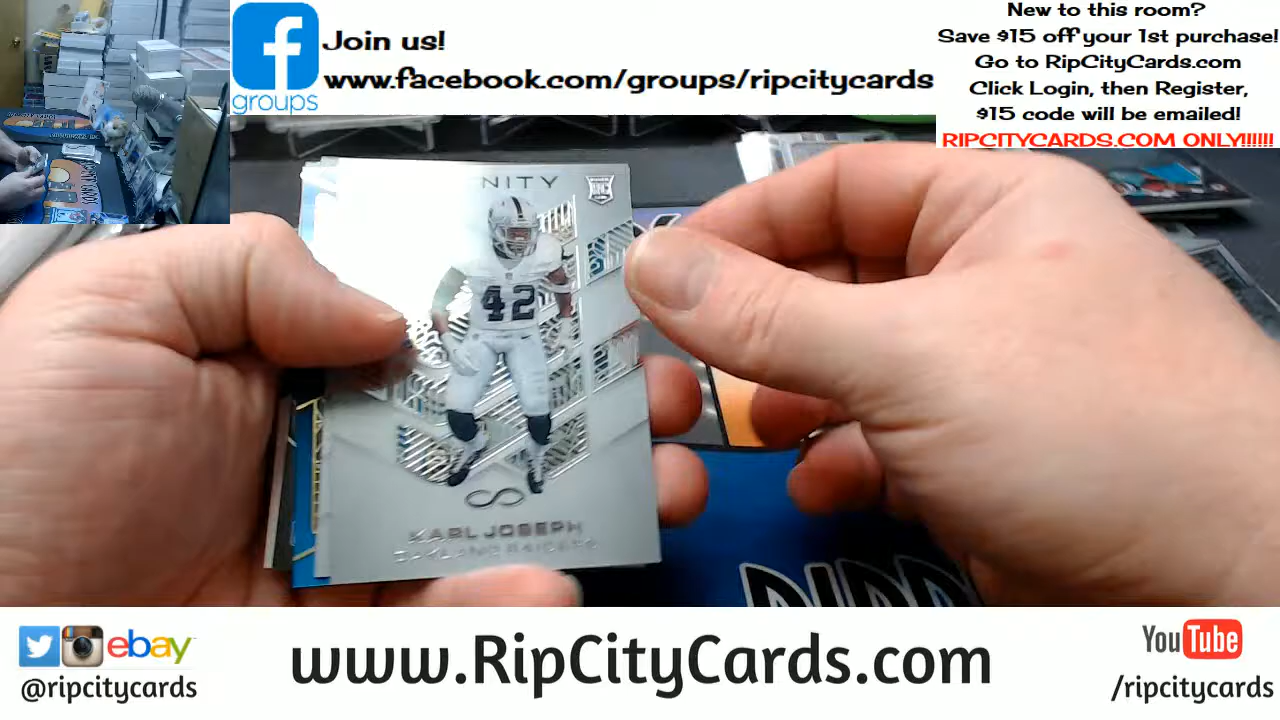 Join us!
www.facebook.com/groups/ripcitycards
groups
New to this room?
Save $15 off your 1st purchase!
Go to RipCityCards.com
Click Login, then Register,
$15 code will be emailed!
RIPCITYCARDS.COM ONLY!!!!!!
NITY
RC
42
KARL JOSEPH
OAKLAND RAIDERS
ebay
@ripcitycards
www.RipCityCards.com
YouTube
/ripcitycards